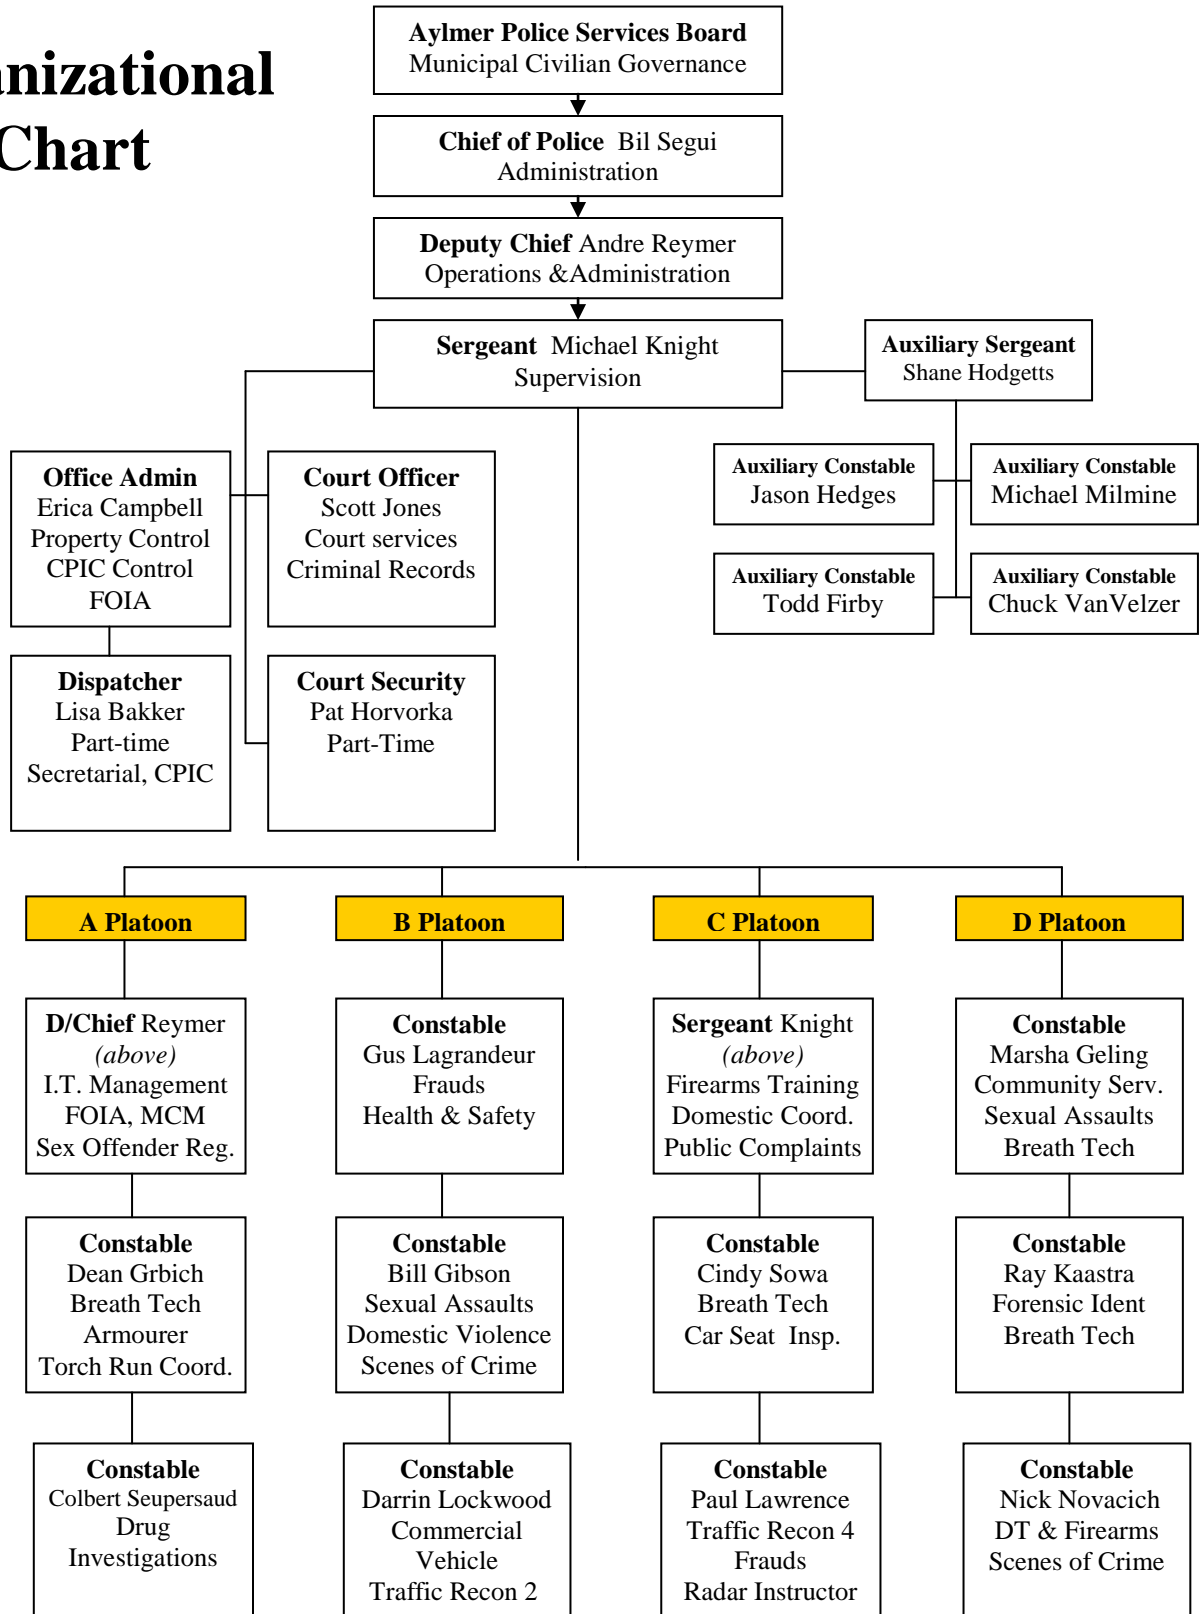 anizational
Chart
Aylmer Police Services Board
Municipal Civilian Governance
Chief of Police Bil Segui
Administration
Deputy Chief Andre Reymer
Operations &Administration
Sergeant Michael Knight
Supervision
Auxiliary Sergeant
Shane Hodgetts
Office Admin
Erica Campbell
Property Control
CPIC Control
FOIA
Court Officer
Scott Jones
Court services
Criminal Records
Auxiliary Constable
Jason Hedges
Auxiliary Constable
Michael Milmine
Auxiliary Constable
Todd Firby
Auxiliary Constable
Chuck VanVelzer
Dispatcher
Lisa Bakker
Part-time
Secretarial, CPIC
Court Security
Pat Horvorka
Part-Time
A Platoon
B Platoon
C Platoon
D Platoon
D/Chief Reymer
(above)
I.T. Management
FOIA, MCM
Sex Offender Reg.
Constable
Gus Lagrandeur
Frauds
Health & Safety
Sergeant Knight
(above)
Firearms Training
Domestic Coord.
Public Complaints
Constable
Marsha Geling
Community Serv.
Sexual Assaults
Breath Tech
Constable
Dean Grbich
Breath Tech
Armourer
Torch Run Coord.
Constable
Bill Gibson
Sexual Assaults
Domestic Violence
Scenes of Crime
Constable
Cindy Sowa
Breath Tech
Car Seat Insp.
Constable
Ray Kaastra
Forensic Ident
Breath Tech
Constable
Colbert Seupersaud
Drug
Investigations
Constable
Darrin Lockwood
Commercial
Vehicle
Traffic Recon 2
Constable
Paul Lawrence
Traffic Recon 4
Frauds
Radar Instructor
Constable
Nick Novacich
DT & Firearms
Scenes of Crime